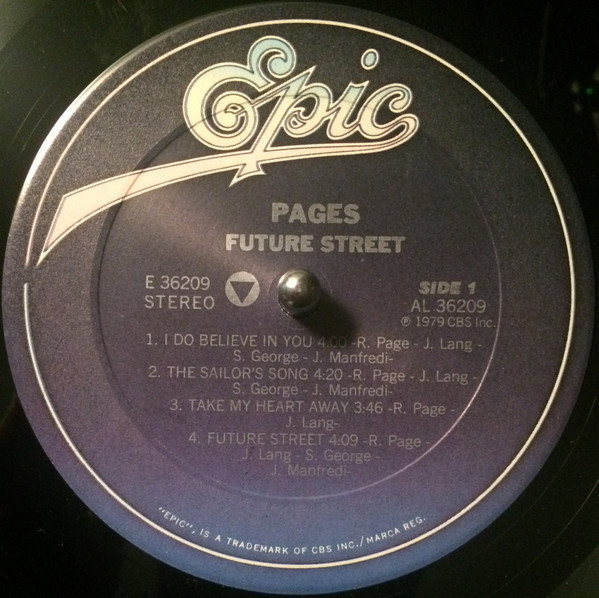 Epic
PAGES
FUTURE STREET
E 36209
STEREO
SIDE 1
AL 36209
℗ 1979 CBS Inc.
1. I DO BELIEVE IN YOU 4:00 -R. Page - J. Lang -
S. George - J. Manfredi-
2. THE SAILOR'S SONG 4:20 -R. Page - J. Lang -
S. George - J. Manfredi-
3. TAKE MY HEART AWAY 3:46 -R. Page -
J. Lang-
4. FUTURE STREET 4:09 -R. Page -
J. Lang - S. George -
J. Manfredi-
"EPIC", IS A TRADEMARK OF CBS INC./MARCA REG.